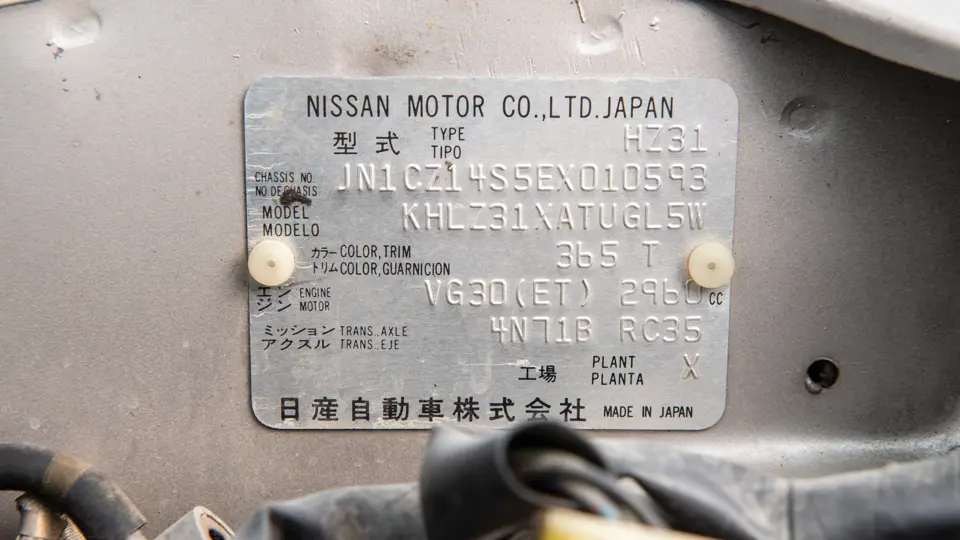 NISSAN MOTOR CO.,LTD.JAPAN
型式 TYPE TIPO HZ31
CHASSIS NO. NO DE CHASIS JN1CZ14S5EX010593
MODEL MODELO KHLZ31XATUGL5W
カラー COLOR,TRIM 365 T
トリム COLOR,GUARNICION
エンジン ENGINE MOTOR VG30(ET) 2960 cc
ミッション TRANS.,AXLE 4N71B RC35
アクスル TRANS.,EJE
工場 PLANT PLANTA X
日産自動車株式会社 MADE IN JAPAN